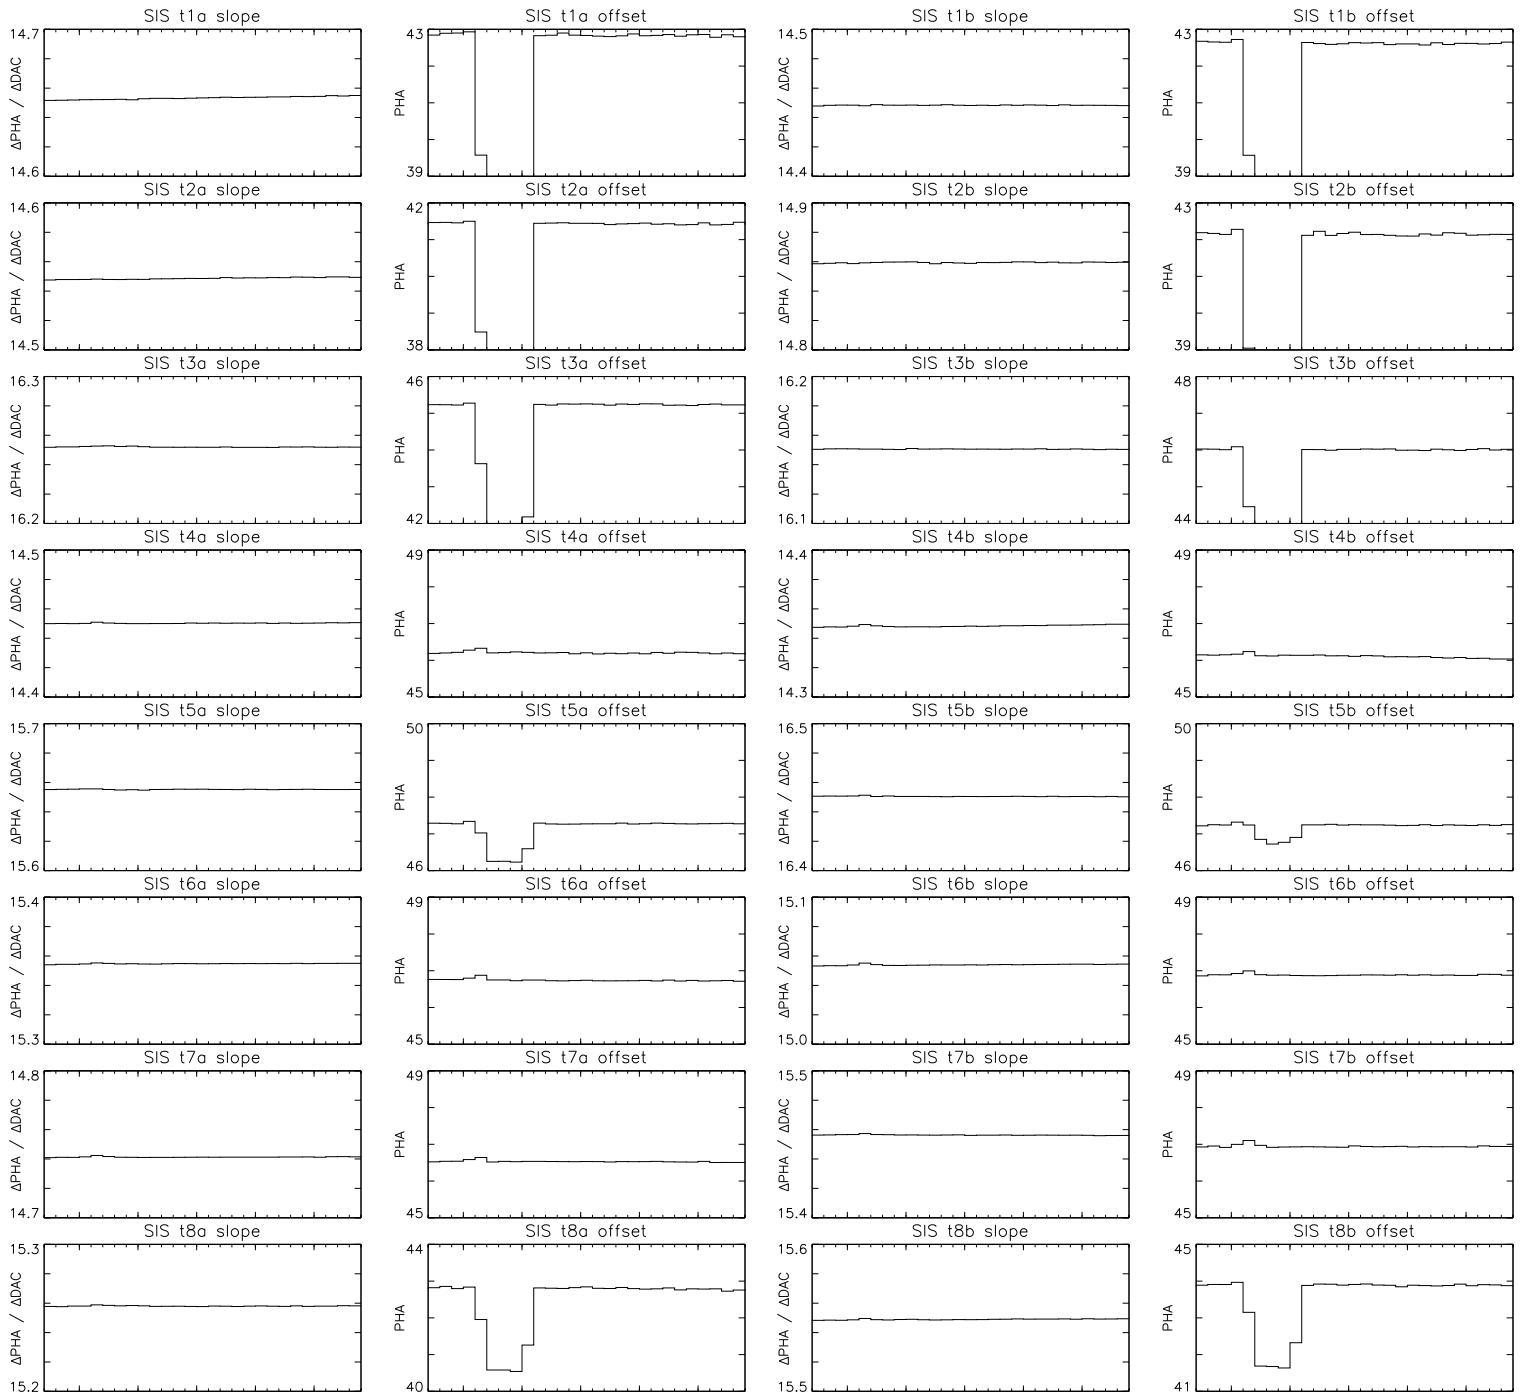 SIS t1a slope
SIS t1a offset
SIS t1b slope
SIS t1b offset
14.7
ΔPHA / ΔDAC
14.6
43
PHA
39
14.5
ΔPHA / ΔDAC
14.4
43
PHA
39
SIS t2a slope
SIS t2a offset
SIS t2b slope
SIS t2b offset
14.6
ΔPHA / ΔDAC
14.5
42
PHA
38
14.9
ΔPHA / ΔDAC
14.8
43
PHA
39
SIS t3a slope
SIS t3a offset
SIS t3b slope
SIS t3b offset
16.3
ΔPHA / ΔDAC
16.2
46
PHA
42
16.2
ΔPHA / ΔDAC
16.1
48
PHA
44
SIS t4a slope
SIS t4a offset
SIS t4b slope
SIS t4b offset
14.5
ΔPHA / ΔDAC
14.4
49
PHA
45
14.4
ΔPHA / ΔDAC
14.3
49
PHA
45
SIS t5a slope
SIS t5a offset
SIS t5b slope
SIS t5b offset
15.7
ΔPHA / ΔDAC
15.6
50
PHA
46
16.5
ΔPHA / ΔDAC
16.4
50
PHA
46
SIS t6a slope
SIS t6a offset
SIS t6b slope
SIS t6b offset
15.4
ΔPHA / ΔDAC
15.3
49
PHA
45
15.1
ΔPHA / ΔDAC
15.0
49
PHA
45
SIS t7a slope
SIS t7a offset
SIS t7b slope
SIS t7b offset
14.8
ΔPHA / ΔDAC
14.7
49
PHA
45
15.5
ΔPHA / ΔDAC
15.4
49
PHA
45
SIS t8a slope
SIS t8a offset
SIS t8b slope
SIS t8b offset
15.3
ΔPHA / ΔDAC
15.2
44
PHA
40
15.6
ΔPHA / ΔDAC
15.5
45
PHA
41